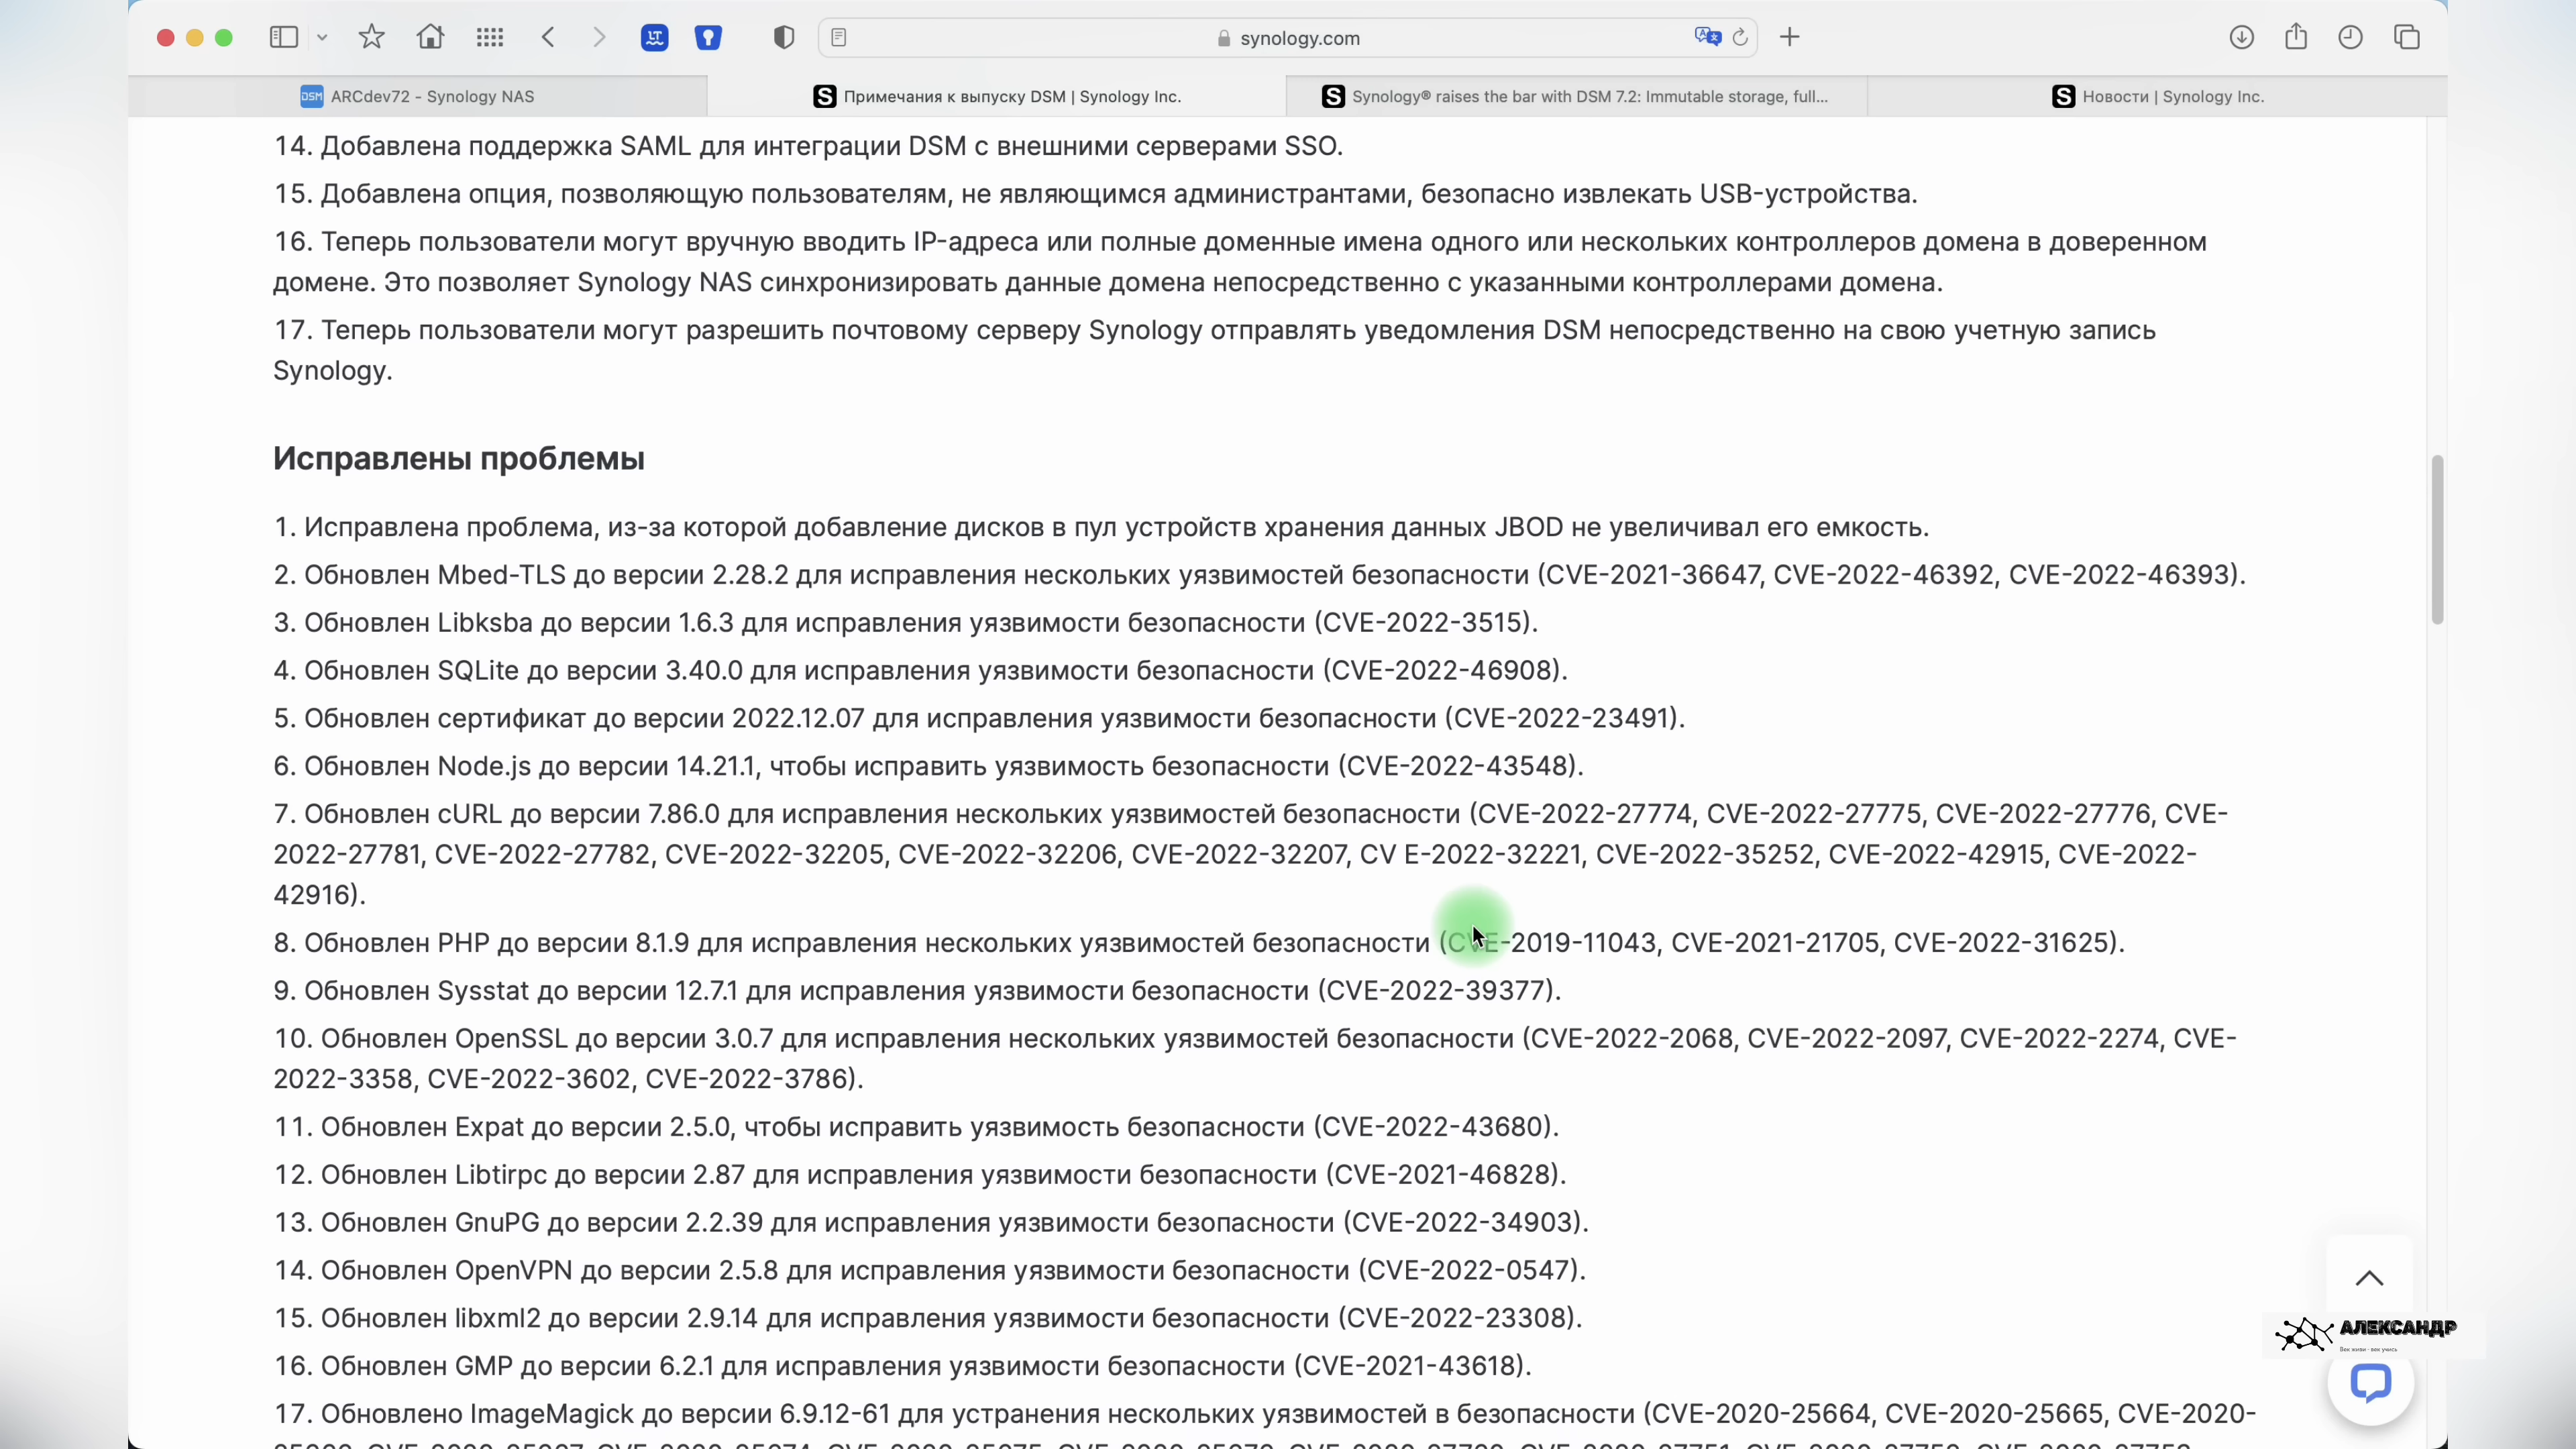 synology.com
ARCdev72 - Synology NAS
Примечания к выпуску DSM | Synology Inc.
Synology® raises the bar with DSM 7.2: Immutable storage, full...
Новости | Synology Inc.
14. Добавлена поддержка SAML для интеграции DSM с внешними серверами SSO.
15. Добавлена опция, позволяющую пользователям, не являющимся администрантами, безопасно извлекать USB-устройства.
16. Теперь пользователи могут вручную вводить IP-адреса или полные доменные имена одного или нескольких контроллеров домена в доверенном
домене. Это позволяет Synology NAS синхронизировать данные домена непосредственно с указанными контроллерами домена.
17. Теперь пользователи могут разрешить почтовому серверу Synology отправлять уведомления DSM непосредственно на свою учетную запись
Synology.
Исправлены проблемы
1. Исправлена проблема, из-за которой добавление дисков в пул устройств хранения данных JBOD не увеличивал его емкость.
2. Обновлен Mbed-TLS до версии 2.28.2 для исправления нескольких уязвимостей безопасности (CVE-2021-36647, CVE-2022-46392, CVE-2022-46393).
3. Обновлен Libksba до версии 1.6.3 для исправления уязвимости безопасности (CVE-2022-3515).
4. Обновлен SQLite до версии 3.40.0 для исправления уязвимости безопасности (CVE-2022-46908).
5. Обновлен сертификат до версии 2022.12.07 для исправления уязвимости безопасности (CVE-2022-23491).
6. Обновлен Node.js до версии 14.21.1, чтобы исправить уязвимость безопасности (CVE-2022-43548).
7. Обновлен cURL до версии 7.86.0 для исправления нескольких уязвимостей безопасности (CVE-2022-27774, CVE-2022-27775, CVE-2022-27776, CVE-
2022-27781, CVE-2022-27782, CVE-2022-32205, CVE-2022-32206, CVE-2022-32207, CV E-2022-32221, CVE-2022-35252, CVE-2022-42915, CVE-2022-
42916).
8. Обновлен PHP до версии 8.1.9 для исправления нескольких уязвимостей безопасности (CVE-2019-11043, CVE-2021-21705, CVE-2022-31625).
9. Обновлен Sysstat до версии 12.7.1 для исправления уязвимости безопасности (CVE-2022-39377).
10. Обновлен OpenSSL до версии 3.0.7 для исправления нескольких уязвимостей безопасности (CVE-2022-2068, CVE-2022-2097, CVE-2022-2274, CVE-
2022-3358, CVE-2022-3602, CVE-2022-3786).
11. Обновлен Expat до версии 2.5.0, чтобы исправить уязвимость безопасности (CVE-2022-43680).
12. Обновлен Libtirpc до версии 2.87 для исправления уязвимости безопасности (CVE-2021-46828).
13. Обновлен GnuPG до версии 2.2.39 для исправления уязвимости безопасности (CVE-2022-34903).
14. Обновлен OpenVPN до версии 2.5.8 для исправления уязвимости безопасности (CVE-2022-0547).
15. Обновлен libxml2 до версии 2.9.14 для исправления уязвимости безопасности (CVE-2022-23308).
16. Обновлен GMP до версии 6.2.1 для исправления уязвимости безопасности (CVE-2021-43618).
17. Обновлено ImageMagick до версии 6.9.12-61 для устранения нескольких уязвимостей в безопасности (CVE-2020-25664, CVE-2020-25665, CVE-2020-
АЛЕКСАНДР
Век живи - век учись